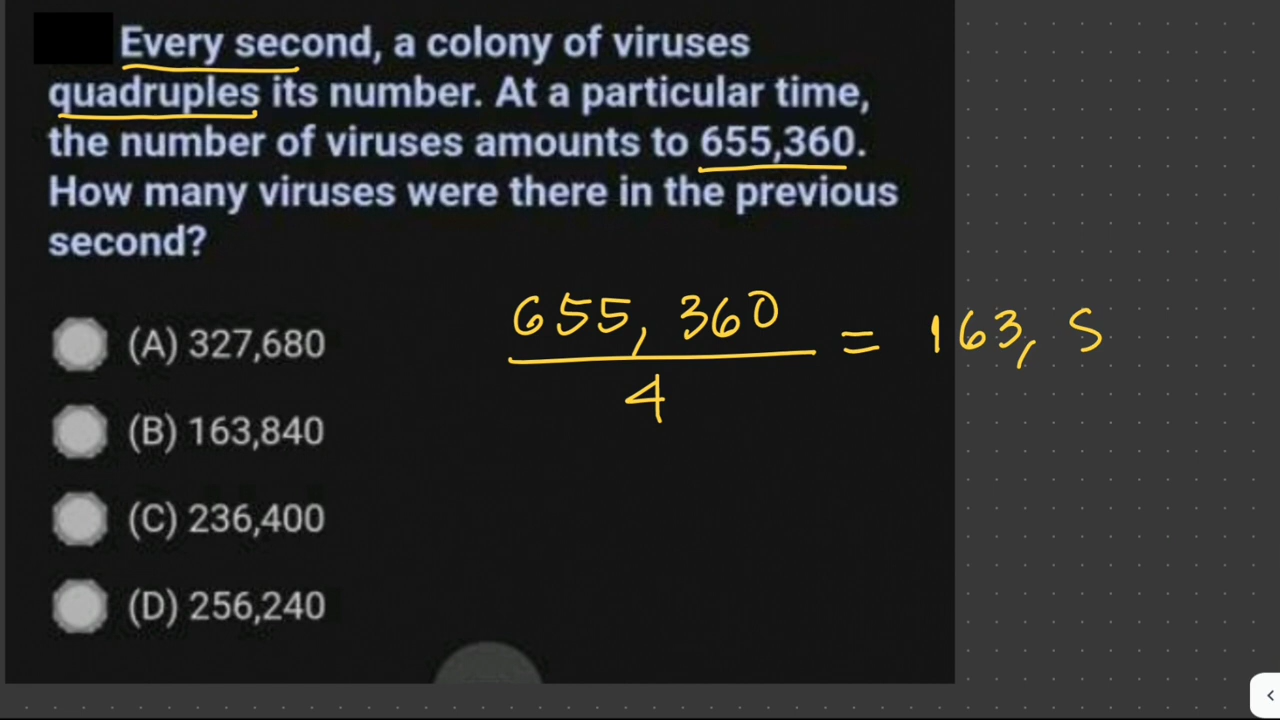 Every second, a colony of viruses
quadruples its number. At a particular time,
the number of viruses amounts to 655,360.
How many viruses were there in the previous
second?
(A) 327,680
(B) 163,840
(C) 236,400
(D) 256,240
655, 360
4
= 163, S